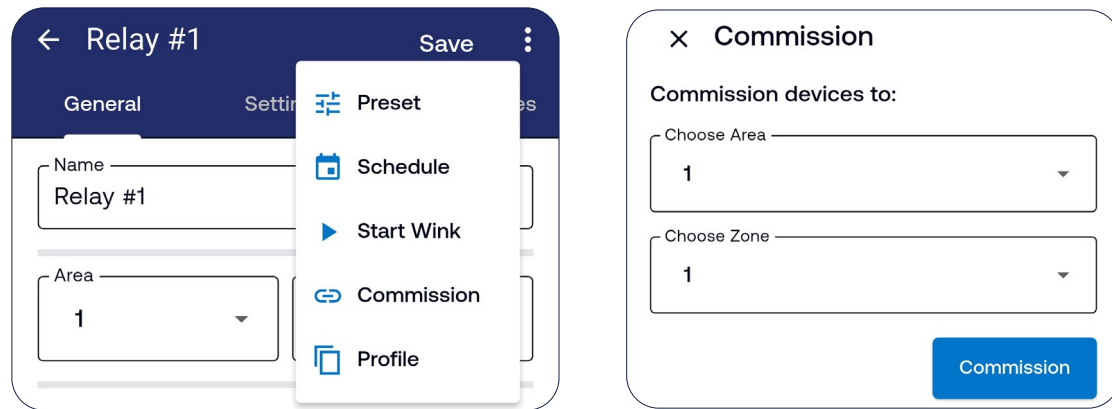 Relay #1
Save
General
Settin
es
Preset
Schedule
Start Wink
Commission
Profile
Name
Relay #1
Area
1
Commission
Commission devices to:
Choose Area
1
Choose Zone
1
Commission